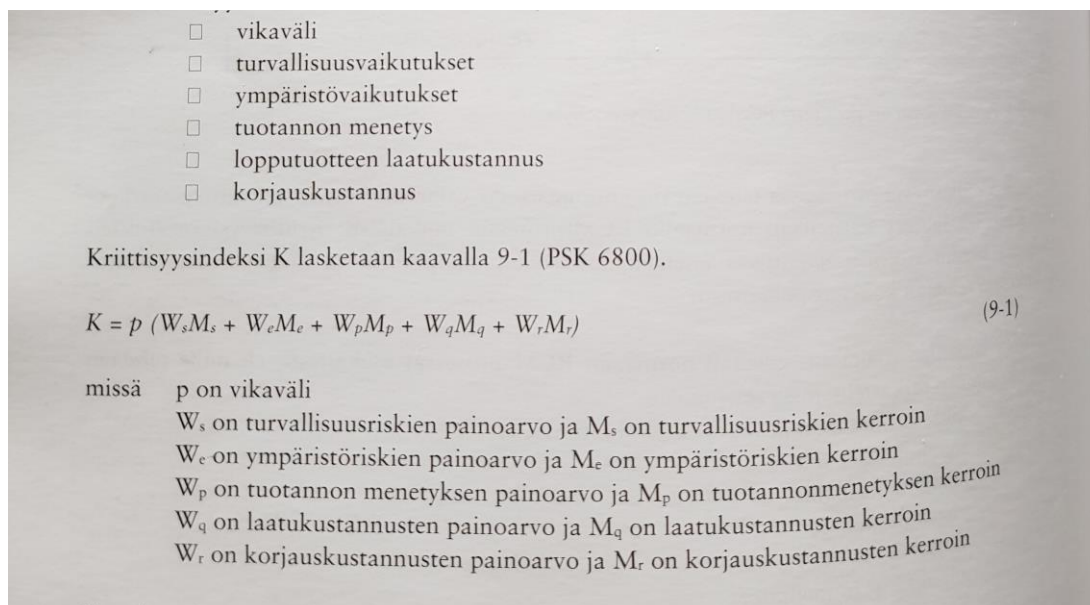 □ vikaväli
□ turvallisuusvaikutukset
□ ympäristövaikutukset
□ tuotannon menetys
□ lopputuotteen laatukustannus
□ korjauskustannus
Kriittisyysindeksi K lasketaan kaavalla 9-1 (PSK 6800).
K = p (WₛMₛ + WₑMₑ + WₚMₚ + W_qM_q + WᵣMᵣ) (9-1)
missä p on vikaväli
Wₛ on turvallisuusriskien painoarvo ja Mₛ on turvallisuusriskien kerroin
Wₑ on ympäristöriskien painoarvo ja Mₑ on ympäristöriskien kerroin
Wₚ on tuotannon menetyksen painoarvo ja Mₚ on tuotannonmenetyksen kerroin
W_q on laatukustannusten painoarvo ja M_q on laatukustannusten kerroin
Wᵣ on korjauskustannusten painoarvo ja Mᵣ on korjauskustannusten kerroin